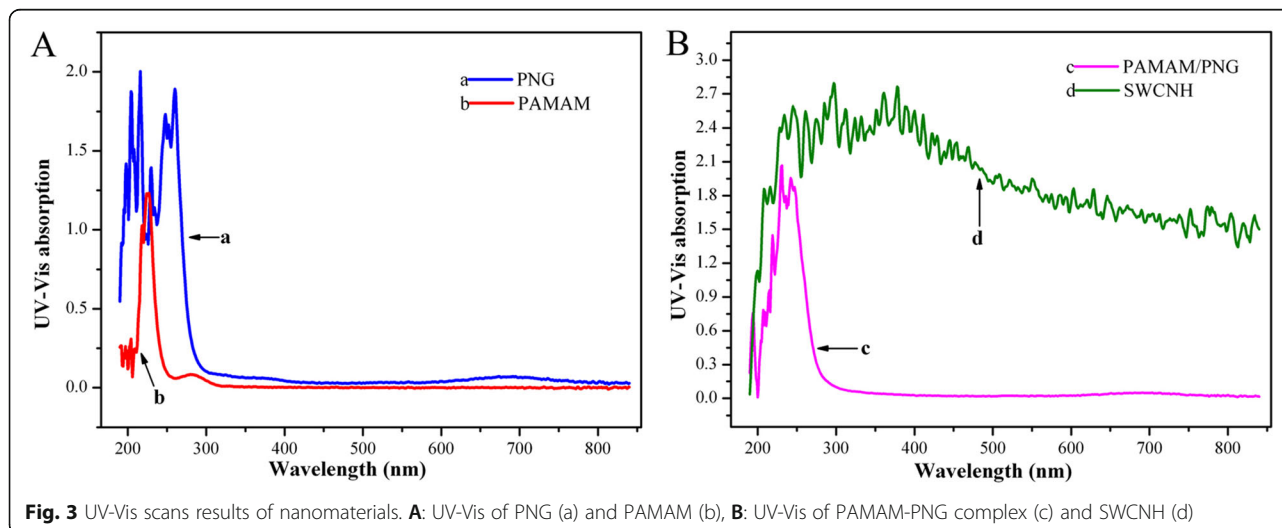 A
UV-Vis absorption
2.0
1.5
1.0
0.5
0.0
a PNG
b PAMAM
a
b
200 300 400 500 600 700 800
Wavelength (nm)
B
UV-Vis absorption
3.0
2.7
2.4
2.1
1.8
1.5
1.2
0.9
0.6
0.3
0.0
c PAMAM/PNG
d SWCNH
d
c
200 300 400 500 600 700 800
Wavelength (nm)
Fig. 3 UV-Vis scans results of nanomaterials. A: UV-Vis of PNG (a) and PAMAM (b), B: UV-Vis of PAMAM-PNG complex (c) and SWCNH (d)